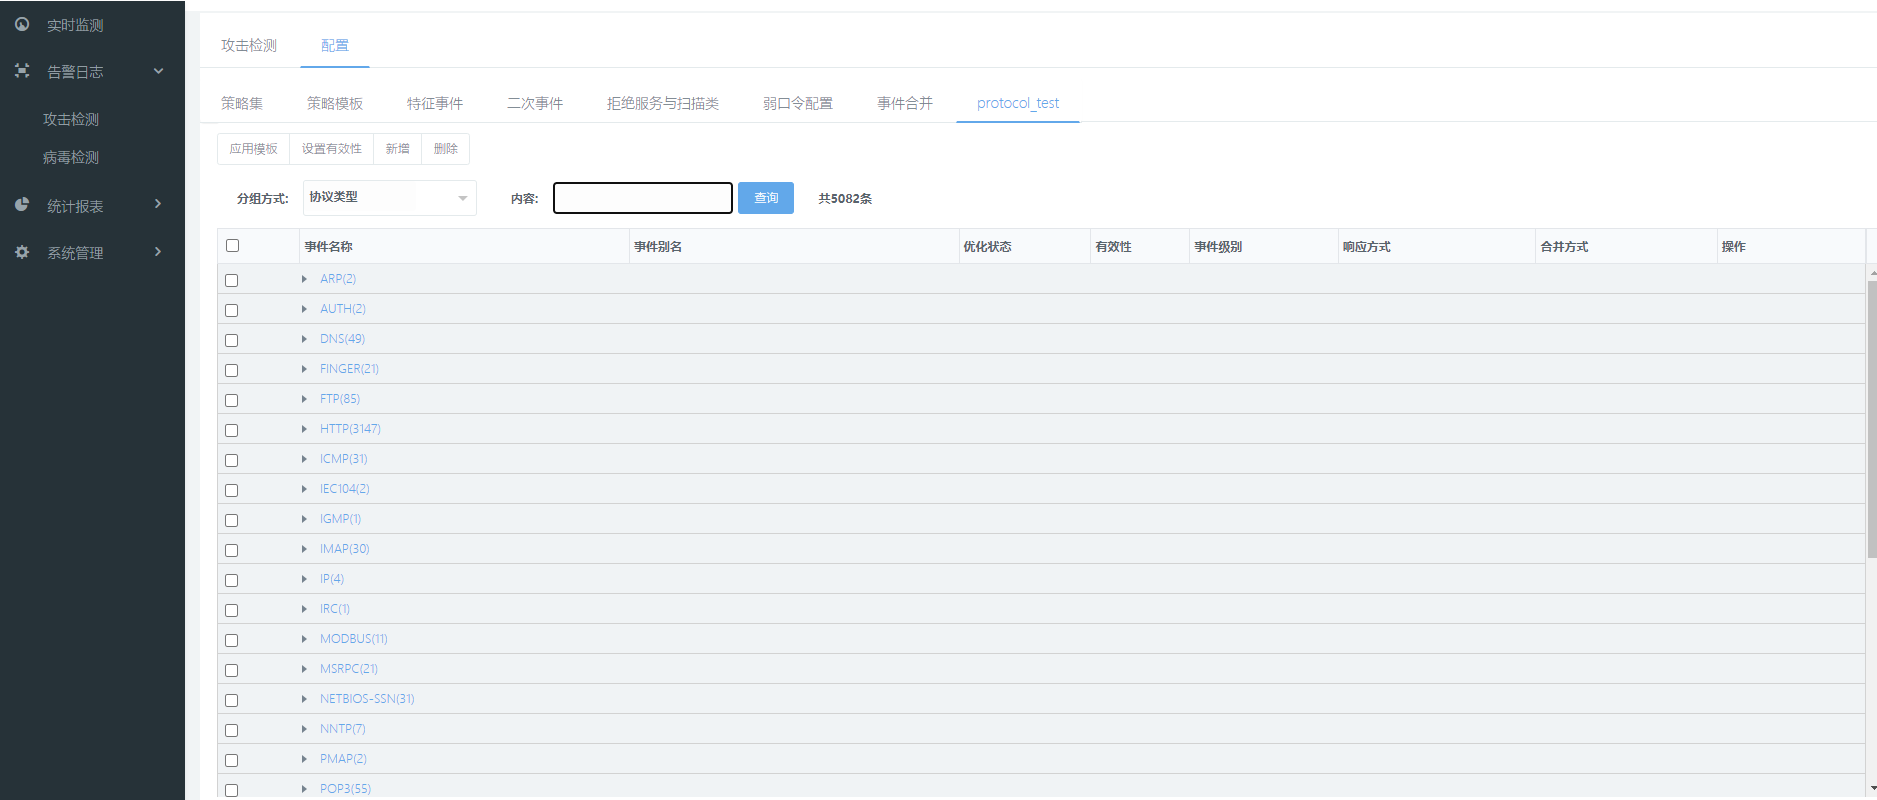 实时监测
告警日志
攻击检测
病毒检测
统计报表
系统管理
攻击检测 配置
策略集 策略模板 特征事件 二次事件 拒绝服务与扫描类 弱口令配置 事件合并 protocol_test
应用模板 设置有效性 新增 删除
分组方式: 协议类型 内容: 查询 共5082条
事件名称 事件别名 优化状态 有效性 事件级别 响应方式 合并方式 操作
ARP(2)
AUTH(2)
DNS(49)
FINGER(21)
FTP(85)
HTTP(3147)
ICMP(31)
IEC104(2)
IGMP(1)
IMAP(30)
IP(4)
IRC(1)
MODBUS(11)
MSRPC(21)
NETBIOS-SSN(31)
NNTP(7)
PMAP(2)
POP3(55)